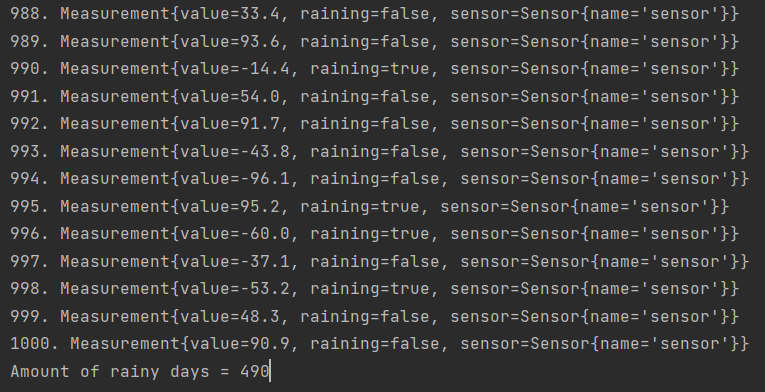 988. Measurement{value=33.4, raining=false, sensor=Sensor{name='sensor'}}
989. Measurement{value=93.6, raining=false, sensor=Sensor{name='sensor'}}
990. Measurement{value=-14.4, raining=true, sensor=Sensor{name='sensor'}}
991. Measurement{value=54.0, raining=false, sensor=Sensor{name='sensor'}}
992. Measurement{value=91.7, raining=false, sensor=Sensor{name='sensor'}}
993. Measurement{value=-43.8, raining=false, sensor=Sensor{name='sensor'}}
994. Measurement{value=-96.1, raining=false, sensor=Sensor{name='sensor'}}
995. Measurement{value=95.2, raining=true, sensor=Sensor{name='sensor'}}
996. Measurement{value=-60.0, raining=true, sensor=Sensor{name='sensor'}}
997. Measurement{value=-37.1, raining=false, sensor=Sensor{name='sensor'}}
998. Measurement{value=-53.2, raining=true, sensor=Sensor{name='sensor'}}
999. Measurement{value=48.3, raining=false, sensor=Sensor{name='sensor'}}
1000. Measurement{value=90.9, raining=false, sensor=Sensor{name='sensor'}}
Amount of rainy days = 490